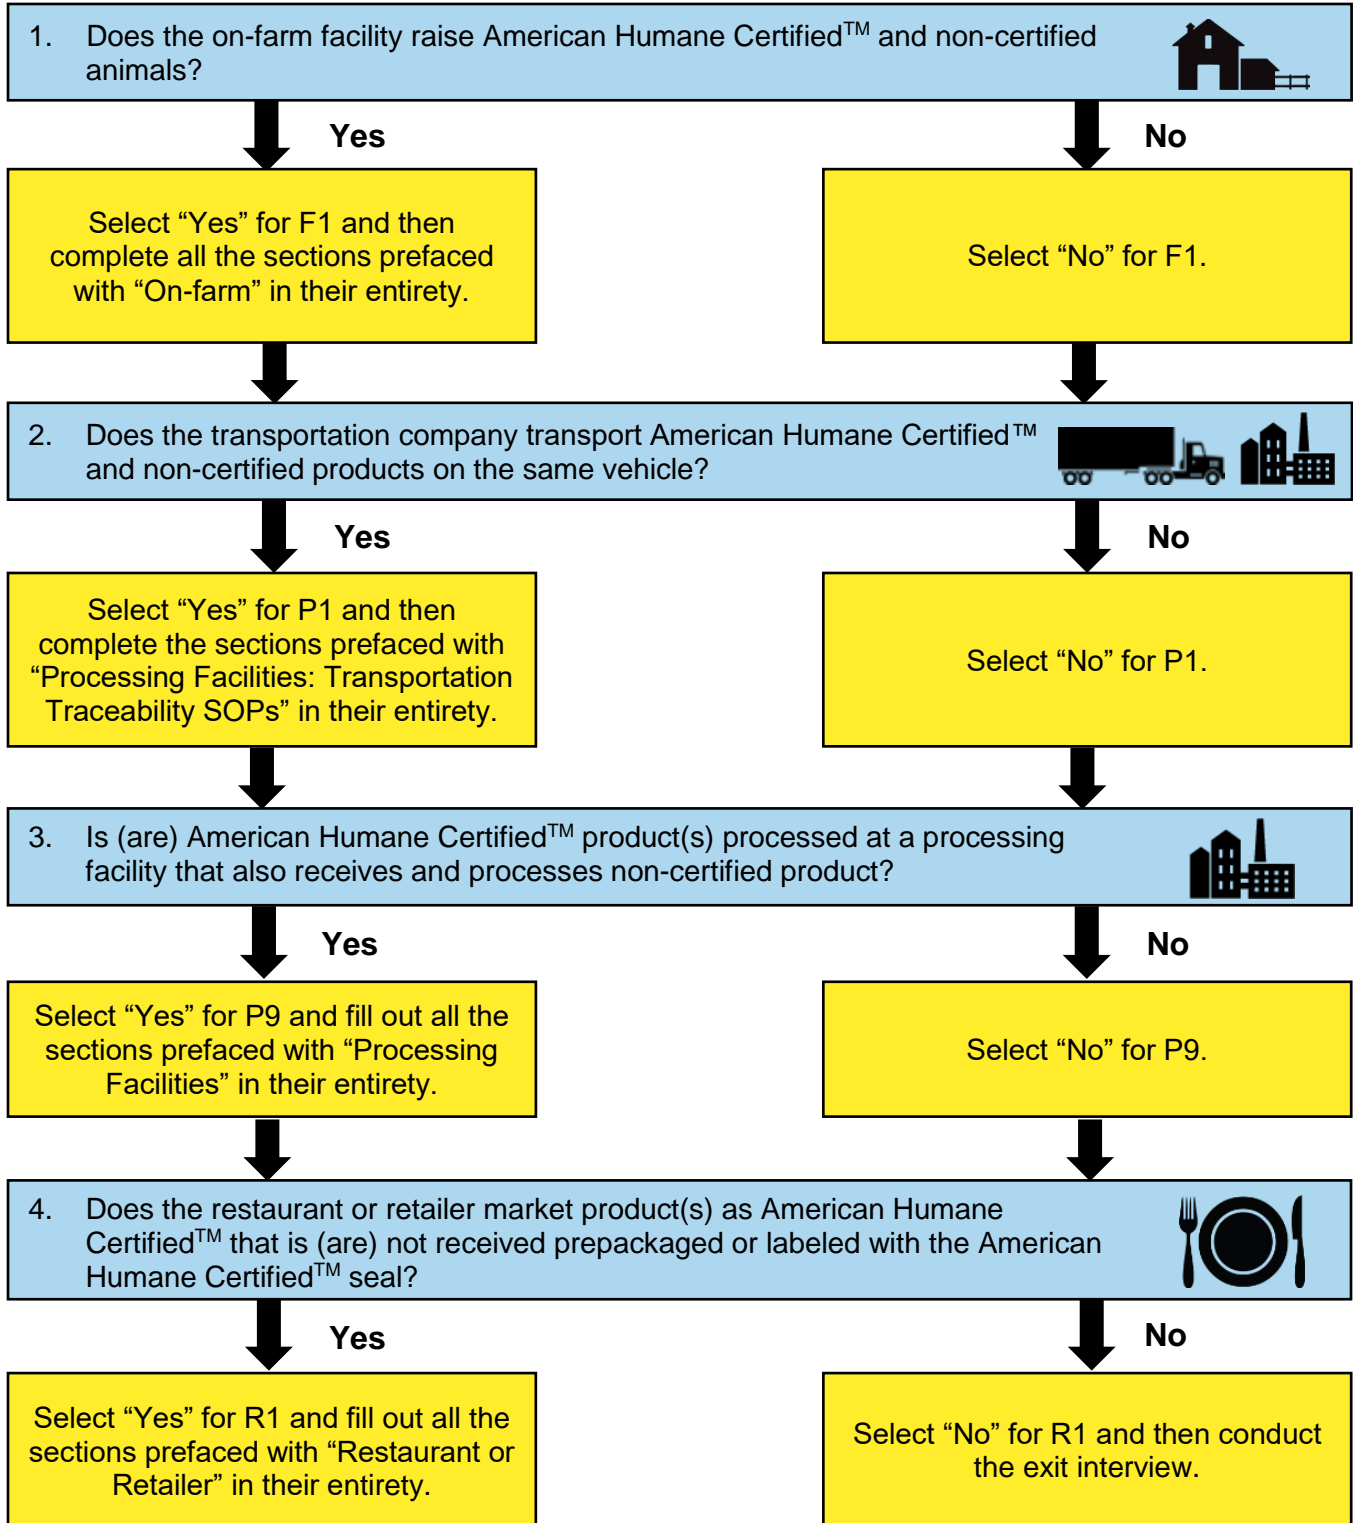 1. Does the on-farm facility raise American Humane Certified™ and non-certified
animals?
Yes
No
Select “Yes” for F1 and then
complete all the sections prefaced
with “On-farm” in their entirety.
Select “No” for F1.
2. Does the transportation company transport American Humane Certified™
and non-certified products on the same vehicle?
Yes
No
Select “Yes” for P1 and then
complete the sections prefaced with
“Processing Facilities: Transportation
Traceability SOPs” in their entirety.
Select “No” for P1.
3. Is (are) American Humane Certified™ product(s) processed at a processing
facility that also receives and processes non-certified product?
Yes
No
Select “Yes” for P9 and fill out all the
sections prefaced with “Processing
Facilities” in their entirety.
Select “No” for P9.
4. Does the restaurant or retailer market product(s) as American Humane
Certified™ that is (are) not received prepackaged or labeled with the American
Humane Certified™ seal?
Yes
No
Select “Yes” for R1 and fill out all the
sections prefaced with “Restaurant or
Retailer” in their entirety.
Select “No” for R1 and then conduct
the exit interview.